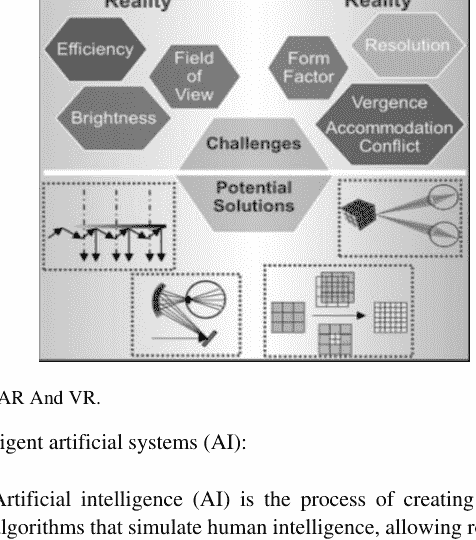 Reality Reality
Efficiency
Resolution
Field
of
View
Form
Factor
Brightness
Vergence
Accommodation
Conflict
Challenges
Potential
Solutions
AR And VR.
igent artificial systems (AI):
Artificial intelligence (AI) is the process of creating
algorithms that simulate human intelligence, allowing